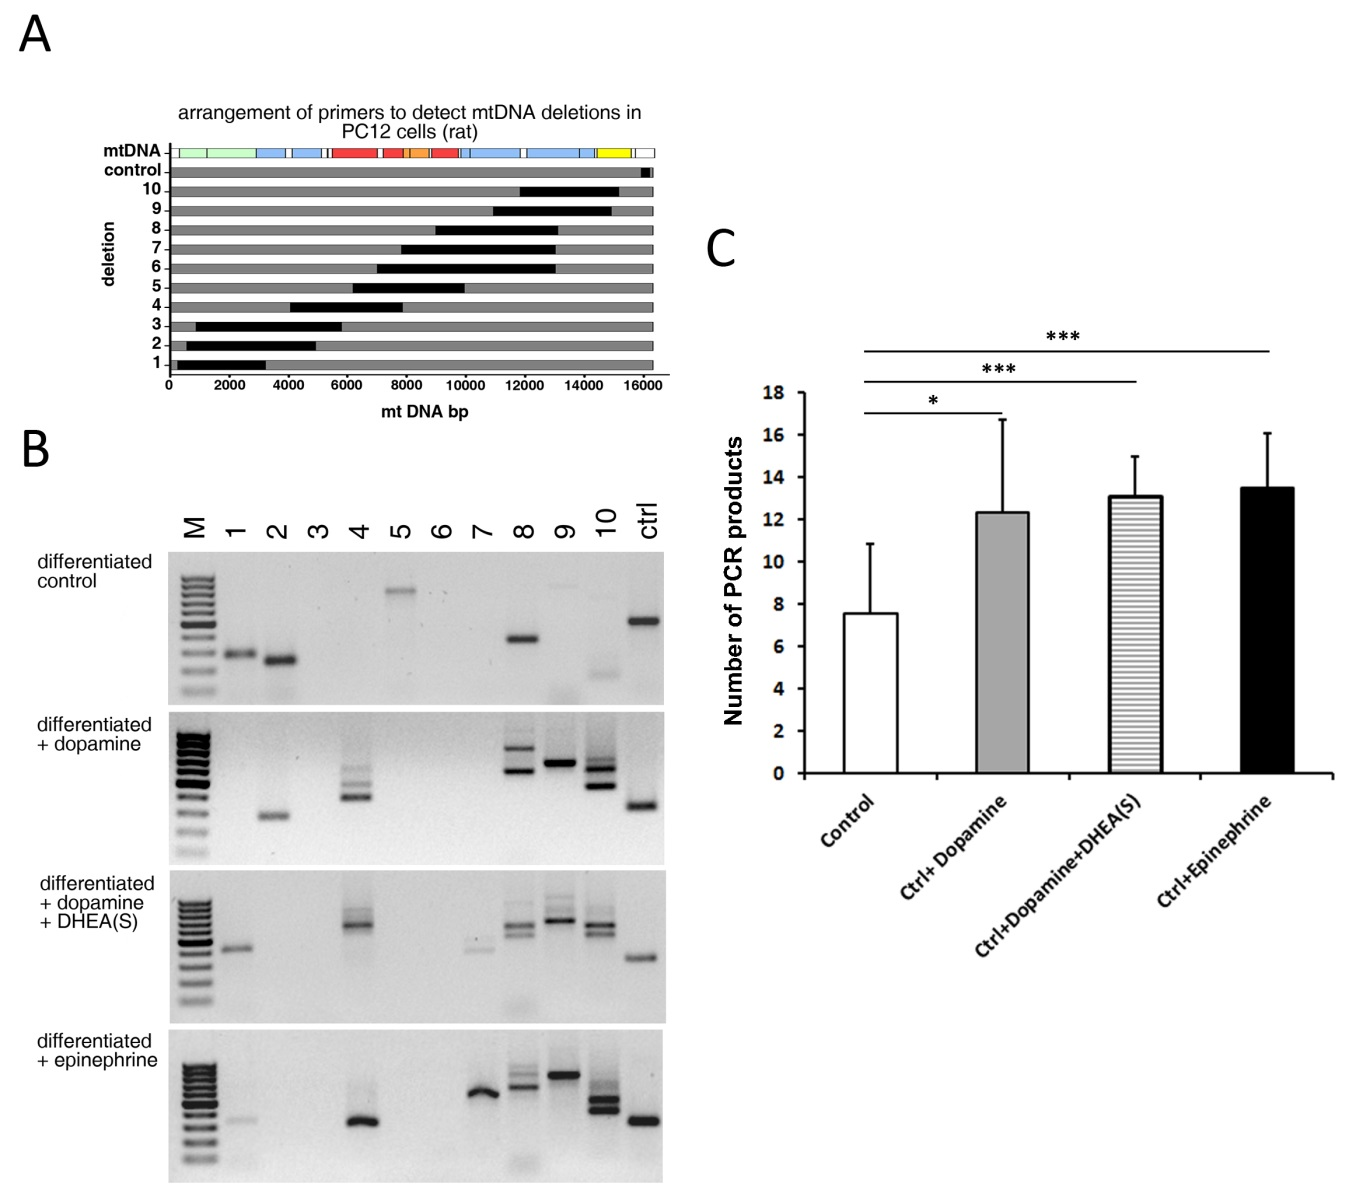 A
arrangement of primers to detect mtDNA deletions in
PC12 cells (rat)
mtDNA
control
10
9
8
7
6
5
4
3
2
1
deletion
0 2000 4000 6000 8000 10000 12000 14000 16000
mt DNA bp
B
M 1 2 3 4 5 6 7 8 9 10 ctrl
differentiated
control
differentiated
+ dopamine
differentiated
+ dopamine
+ DHEA(S)
differentiated
+ epinephrine
C
***
***
*
18
16
14
12
10
8
6
4
2
0
Number of PCR products
Control
Ctrl+ Dopamine
Ctrl+Dopamine+DHEA(S)
Ctrl+Epinephrine